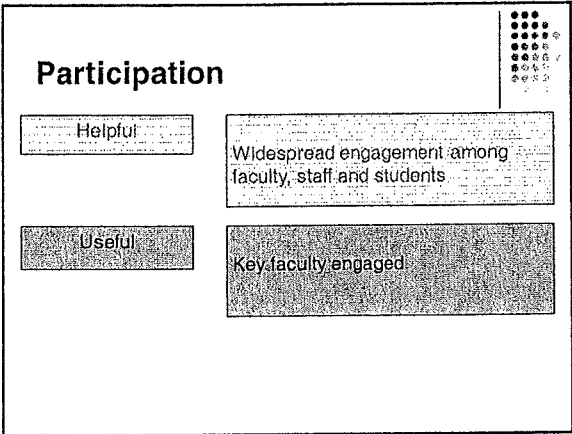 Participation
Helpful
Widespread engagement among
faculty, staff and students
Useful
Key faculty engaged